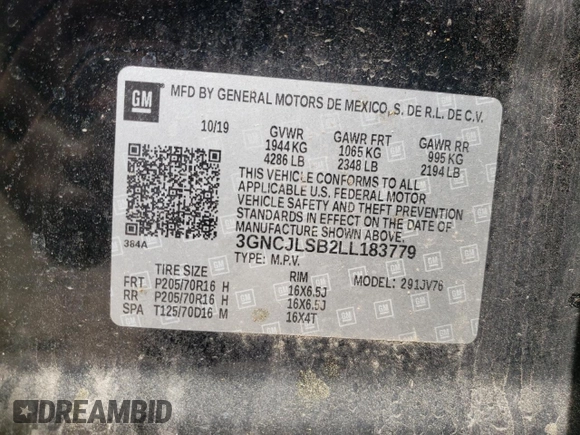 GM
MFD BY GENERAL MOTORS DE MEXICO, S. DE R.L. DE C.V.
10/19 GVWR GAWR FRT GAWR RR
1944 KG 1065 KG 995 KG
4286 LB 2348 LB 2194 LB
THIS VEHICLE CONFORMS TO ALL
APPLICABLE U.S. FEDERAL MOTOR
VEHICLE SAFETY AND THEFT PREVENTION
STANDARDS IN EFFECT ON THE DATE OF
MANUFACTURE SHOWN ABOVE.
384A
3GNCJLSB2LL183779
TYPE: M.P.V.
TIRE SIZE RIM MODEL: 291JV76
FRT P205/70R16 H 16X6.5J
RR P205/70R16 H 16X6.5J
SPA T125/70D16 M 16X4T
DREAMBID